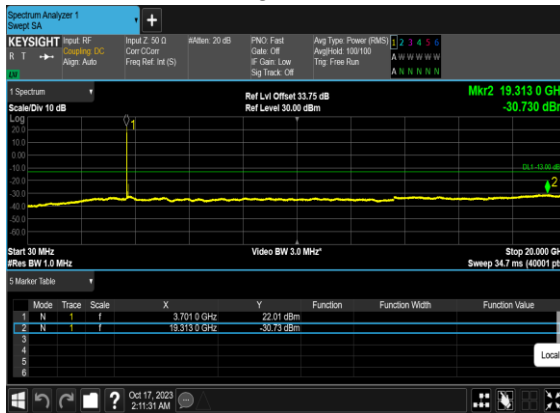 Spectrum Analyzer 1
Swept SA
+
KEYSIGHT Input: RF Input Z: 50 Ω #Atten: 20 dB PNO: Fast Avg Type: Power (RMS) 1 2 3 4 5 6
R T Coupling: DC Corr CCorr Gate: Off Avg|Hold: 100/100 A W W W W W
Align: Auto Freq Ref: Int (S) IF Gain: Low Trig: Free Run
Sig Track: Off A N N N N N
1 Spectrum Ref Lvl Offset 33.75 dB Mkr2 19.313 0 GH
Scale/Div 10 dB Ref Level 30.00 dBm -30.730 dBr
Log
20.0
1
10.0
0.00
-10.0
DL1 -13.00 dB
-20.0
2
-30.0
-40.0
-50.0
-60.0
Start 30 MHz Video BW 3.0 MHz* Stop 20.000 GH
#Res BW 1.0 MHz Sweep 34.7 ms (40001 pts
5 Marker Table
Mode Trace Scale X Y Function Function Width Function Value
1 N 1 f 3.701 0 GHz 22.01 dBm
2 N 1 f 19.313 0 GHz -30.73 dBm
3
4
5
6
Local
? Oct 17, 2023
2:11:31 AM